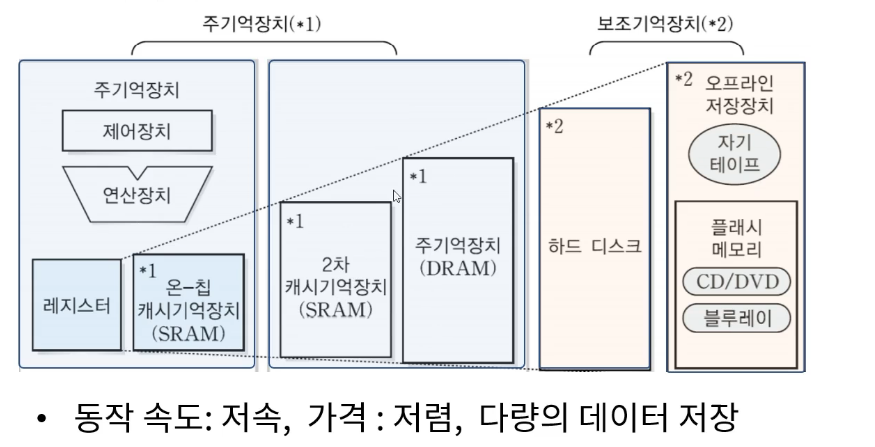 주기억장치(*1)
보조기억장치(*2)
주기억장치
제어장치
연산장치
레지스터
*1
온-칩
캐시기억장치
(SRAM)
*1
2차
캐시기억장치
(SRAM)
*1
주기억장치
(DRAM)
*2
하드 디스크
*2 오프라인
저장장치
자기
테이프
플래시
메모리
CD/DVD
블루레이
• 동작 속도: 저속, 가격 : 저렴, 다량의 데이터 저장